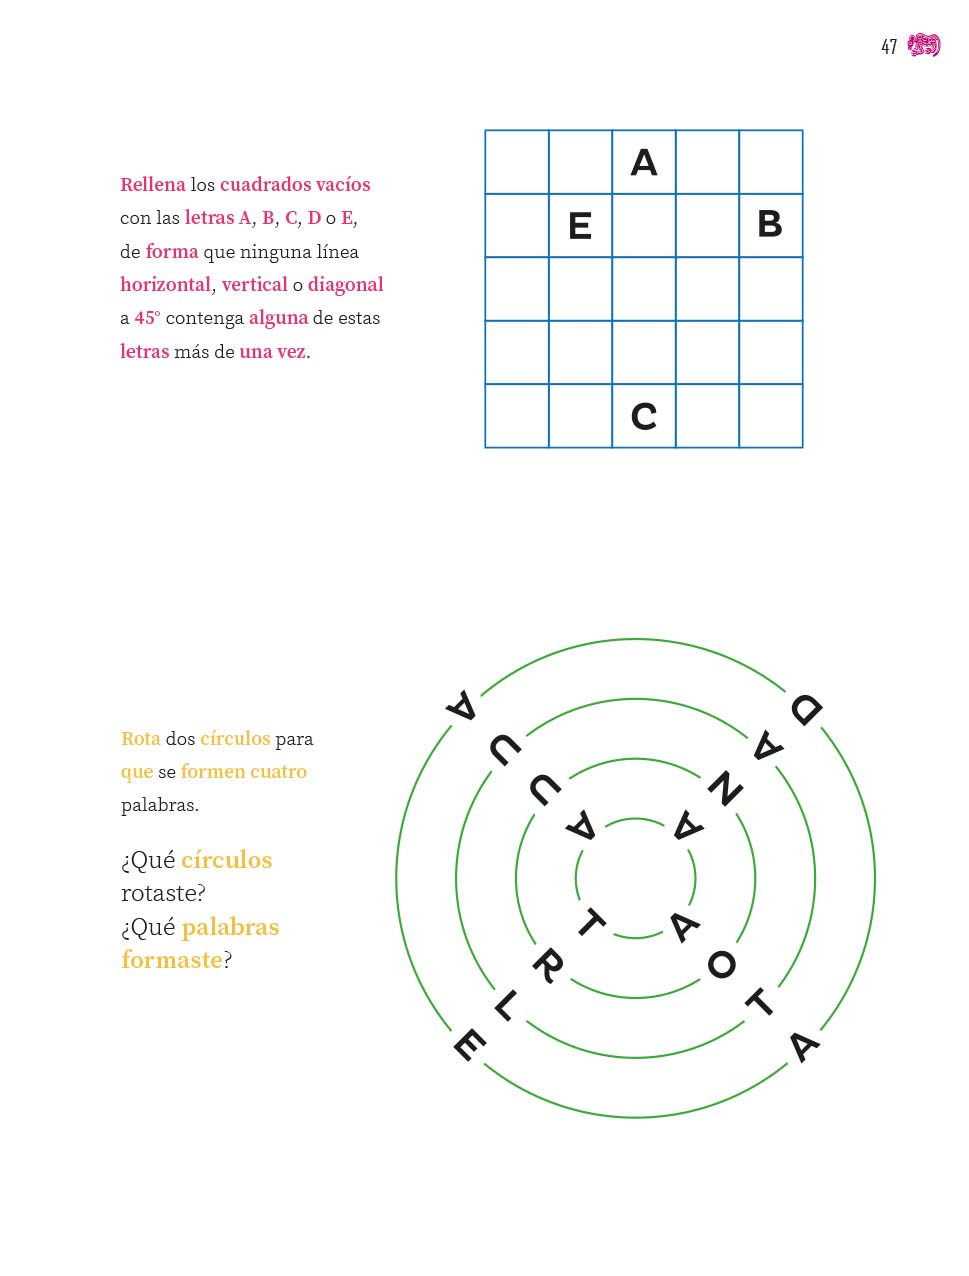 47
Rellena los cuadrados vacíos
con las letras A, B, C, D o E,
de forma que ninguna línea
horizontal, vertical o diagonal
a 45° contenga alguna de estas
letras más de una vez.
A
E B
C
Rota dos círculos para
que se formen cuatro
palabras.
¿Qué círculos
rotaste?
¿Qué palabras
formaste?
A U U A
D A N A
T R L E
A O T A